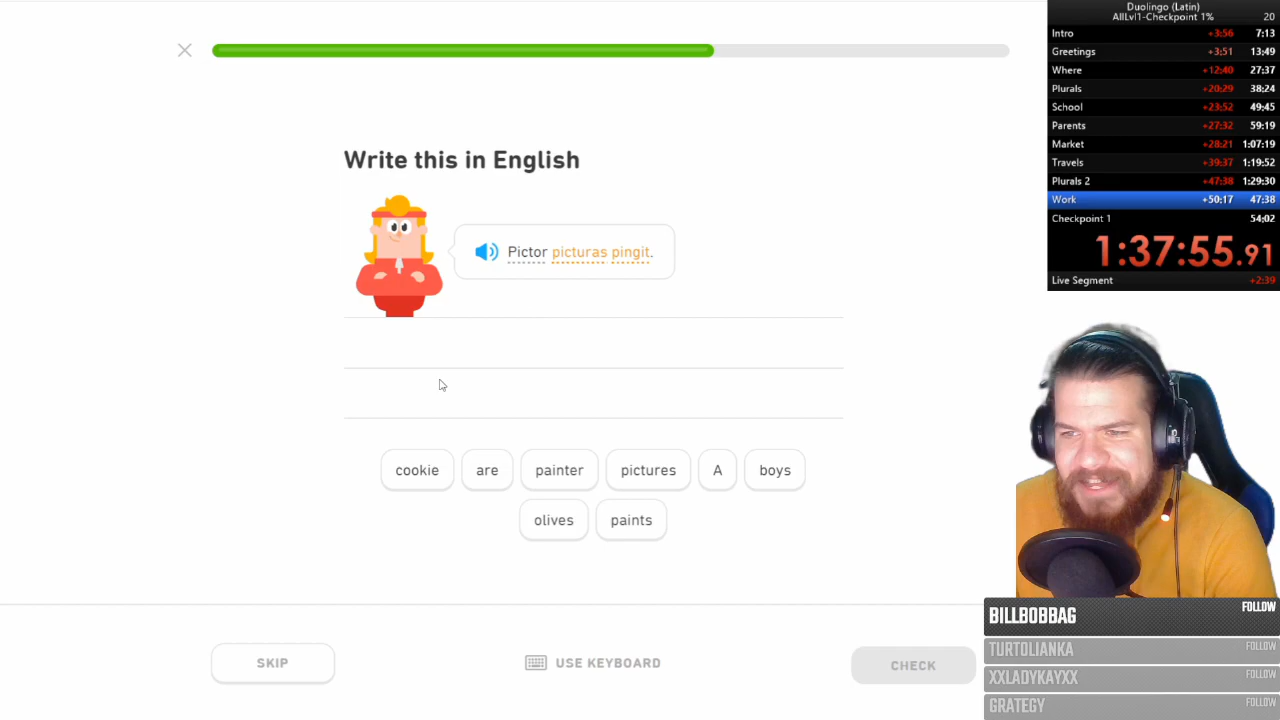 Write this in English
Pictor picturas pingit.
cookie are painter pictures A boys
olives paints
SKIP
USE KEYBOARD
CHECK
Duolingo (Latin)
AllLvl1-Checkpoint 1% 20
Intro +3:56 7:13
Greetings +3:51 13:49
Where +12:40 27:37
Plurals +20:29 38:24
School +23:52 49:45
Parents +27:32 59:19
Market +28:21 1:07:19
Travels +39:37 1:19:52
Plurals 2 +47:38 1:29:30
Work +50:17 47:38
Checkpoint 1 54:02
1:37:55.91
Live Segment +2:39
BILLBOBBAG FOLLOW
TURTOLIANKA FOLLOW
XXLADYKAYXX FOLLOW
GRATEGY FOLLOW